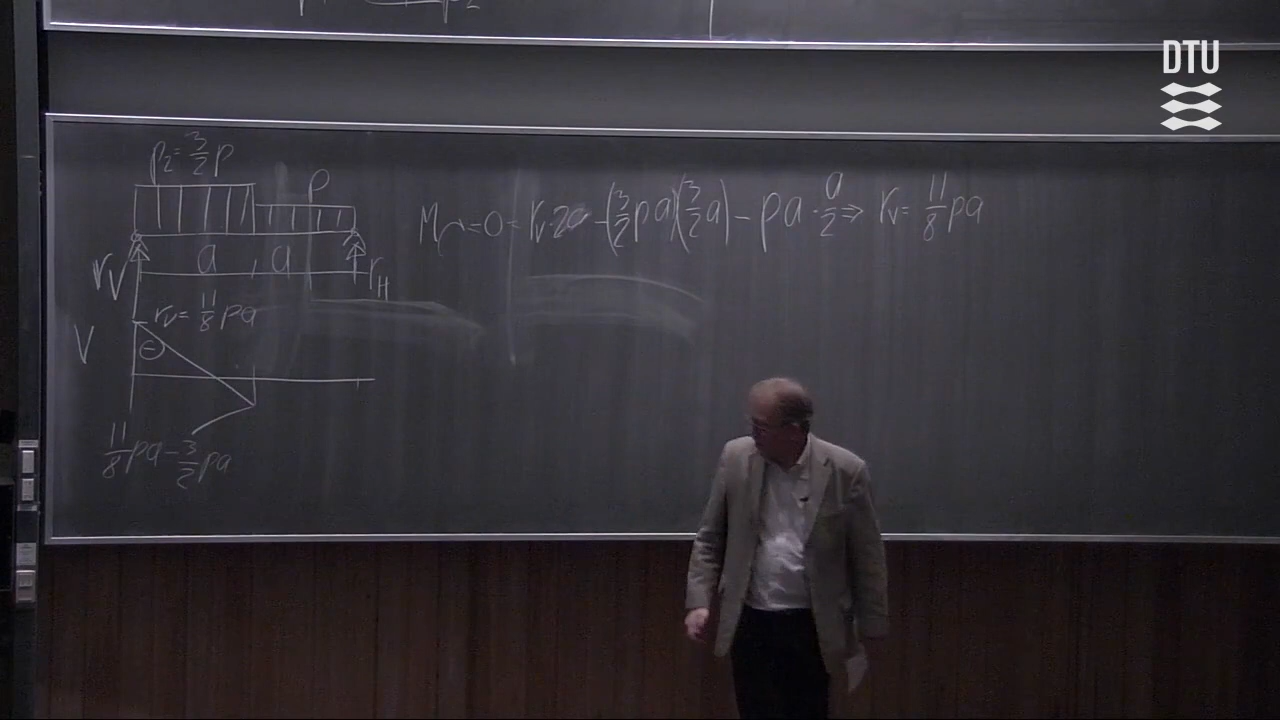 DTU
p₂ = 3/2 p
p
M = 0 = r_V · 2a - (3/2 pa)(3/2 a) - pa · a/2 ⇒ r_V = 11/8 pa
a a
r_V r_H
r_V = 11/8 pa
V
⊖
11/8 pa - 3/2 pa